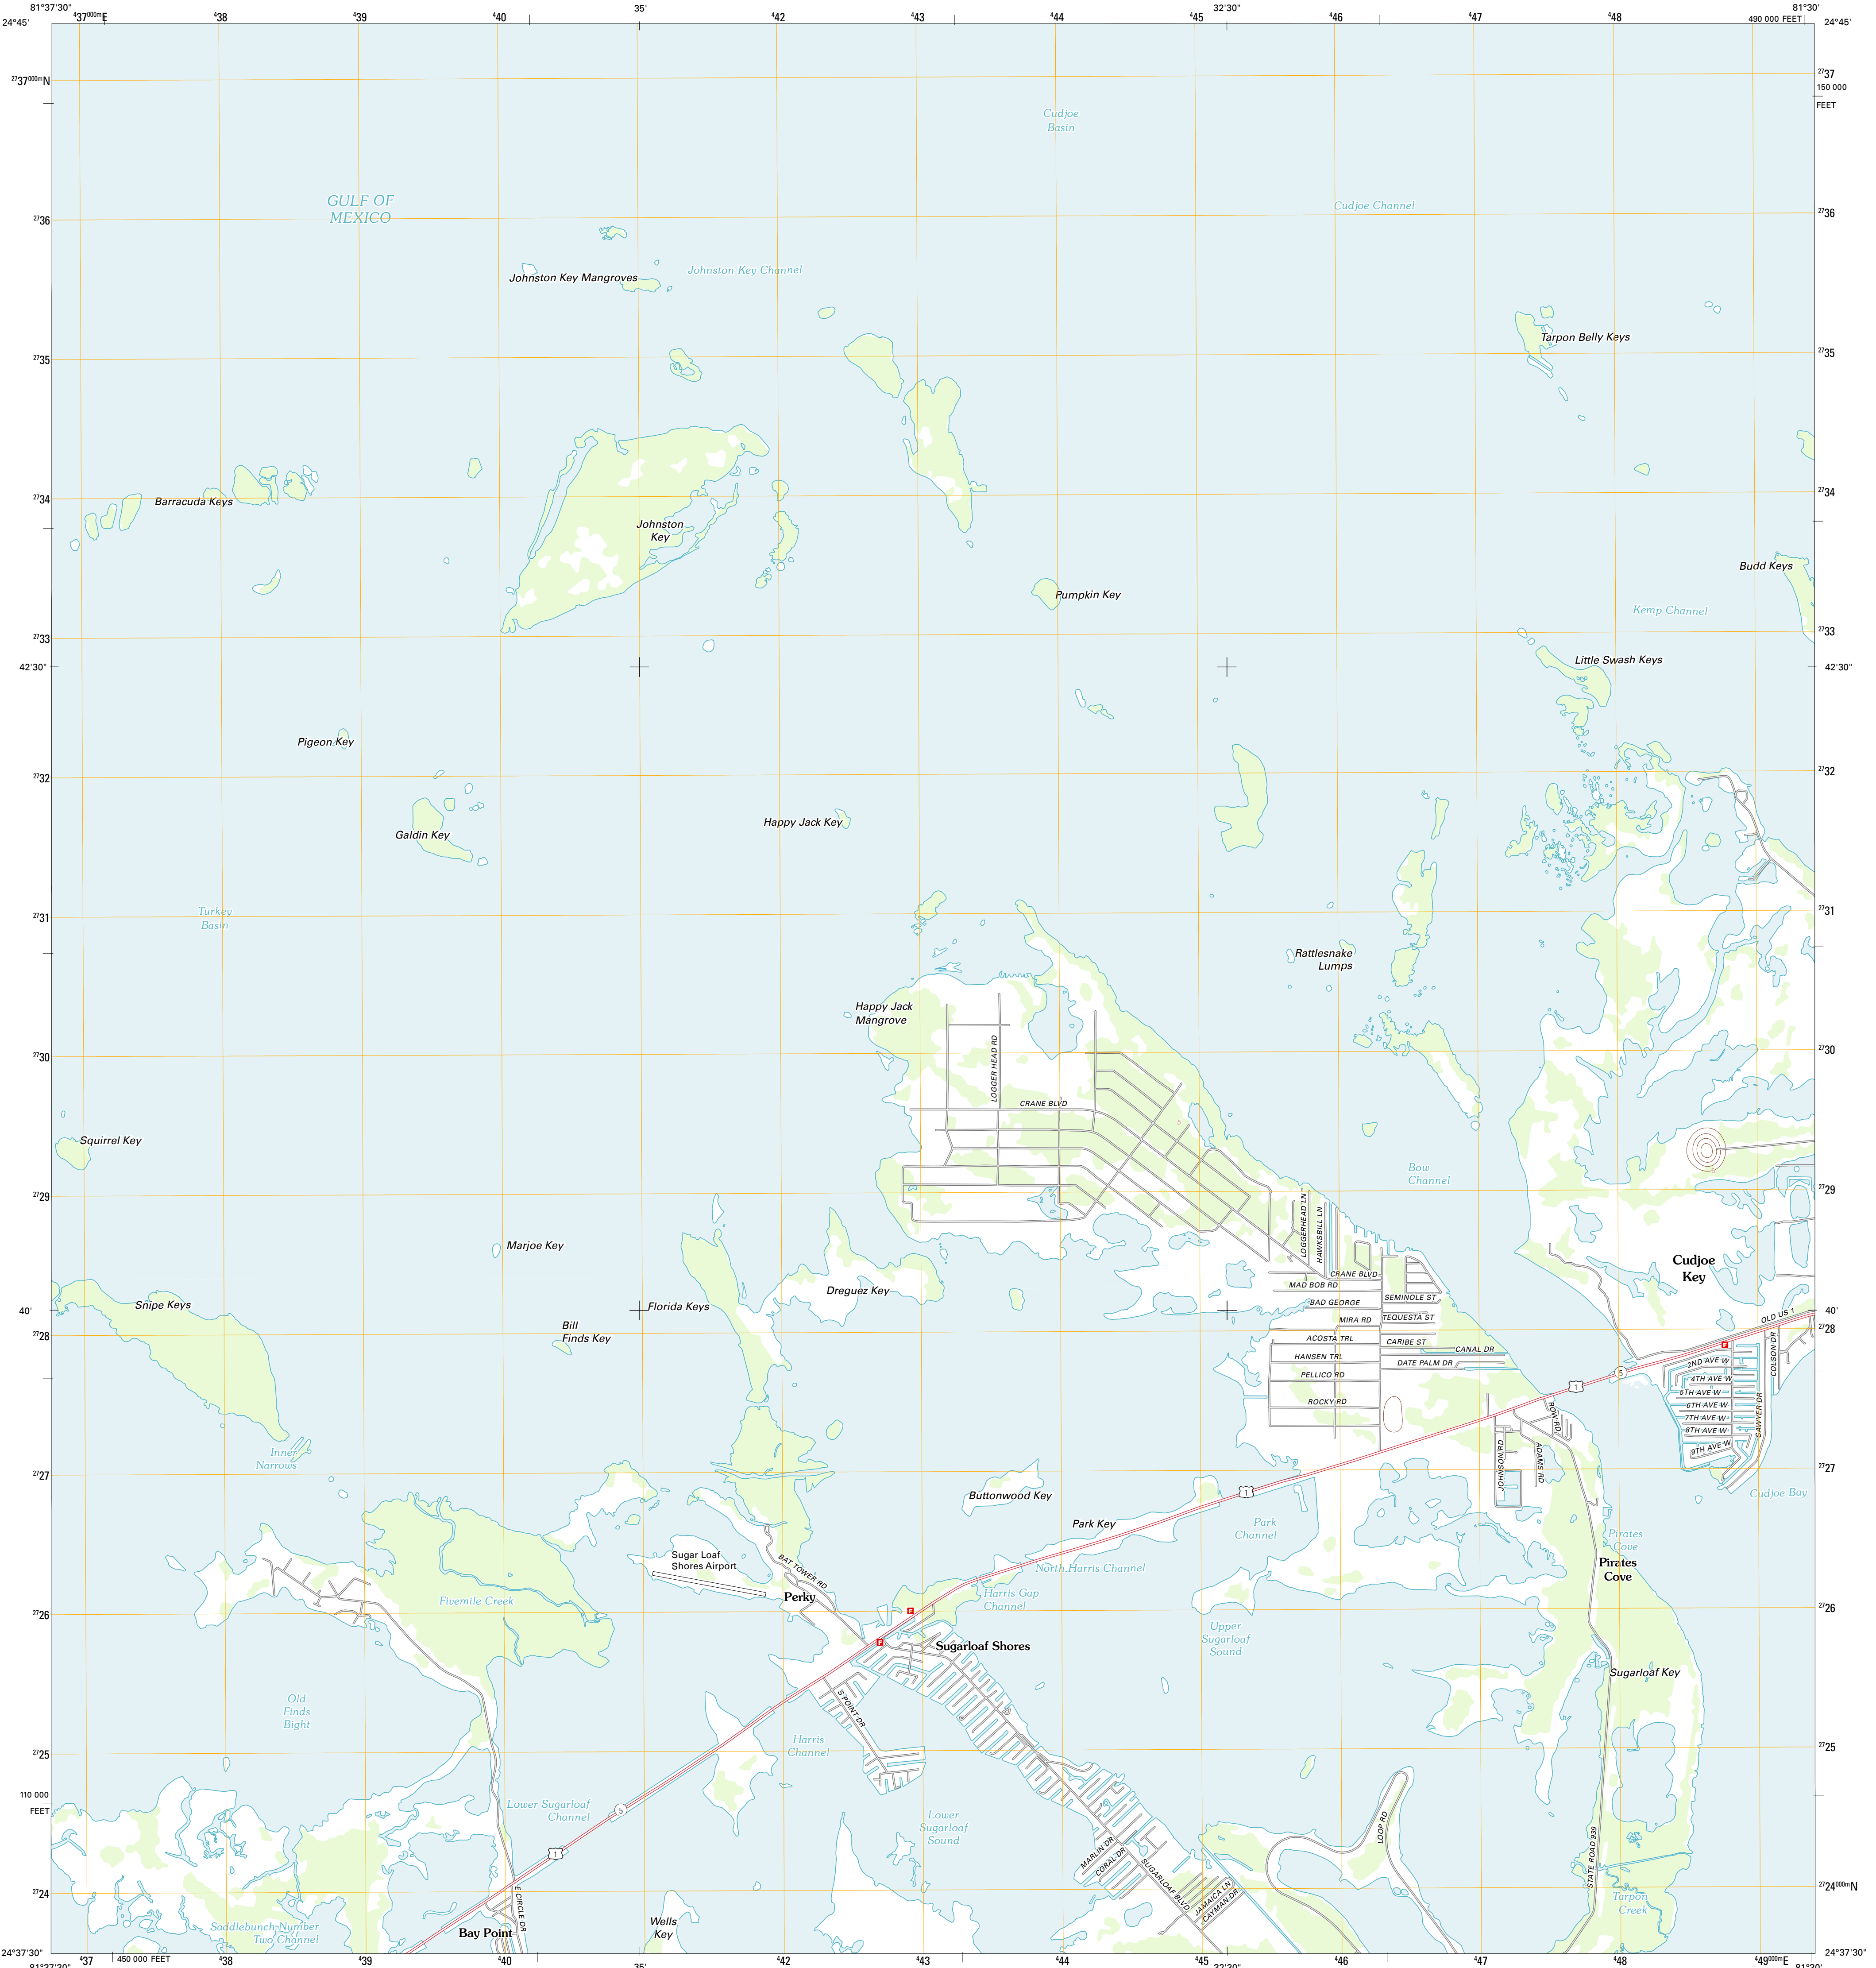 81°37'30"
⁴37⁰⁰⁰ᵐE
⁴38
⁴39
⁴40
35'
⁴42
⁴43
⁴44
⁴45
32'30"
⁴46
⁴47
⁴48
490 000 FEET
81°30'
24°45'
24°45'
²⁷37⁰⁰⁰ᵐN
²⁷37
150 000
FEET
Cudjoe
Basin
GULF OF
MEXICO
Cudjoe Channel
²⁷36
²⁷36
Johnston Key Mangroves
Johnston Key Channel
Tarpon Belly Keys
²⁷35
²⁷35
Barracuda Keys
²⁷34
²⁷34
Johnston
Key
Budd Keys
Pumpkin Key
Kemp Channel
²⁷33
²⁷33
Little Swash Keys
42'30"
42'30"
Pigeon Key
²⁷32
²⁷32
Happy Jack Key
Galdin Key
Turkey
Basin
²⁷31
²⁷31
Rattlesnake
Lumps
Happy Jack
Mangrove
LOGGER HEAD RD
²⁷30
²⁷30
CRANE BLVD
Squirrel Key
Bow
Channel
²⁷29
²⁷29
LOGGERHEAD LN
HAWKSBILL LN
Marjoe Key
Cudjoe
Key
CRANE BLVD
MAD BOB RD
Dreguez Key
SEMINOLE ST
BAD GEORGE
Snipe Keys
Florida Keys
40'
40'
OLD US 1
TEQUESTA ST
MIRA RD
Bill
Finds Key
²⁷28
²⁷28
ACOSTA TRL
CARIBE ST
F
CANAL DR
COLSON DR
HANSEN TRL
DATE PALM DR
2ND AVE W
PELLICO RD
5
1
4TH AVE W
5TH AVE W
ROCKY RD
6TH AVE W
ROW RD
SAWYER DR
7TH AVE W
8TH AVE W
9TH AVE W
Inner
Narrows
JOHNSON RD
ADAMS RD
²⁷27
²⁷27
Buttonwood Key
1
Cudjoe Bay
Park Key
Park
Channel
Pirates
Cove
Sugar Loaf
Shores Airport
North Harris Channel
Pirates
Cove
BAT TOWER RD
Perky
Harris Gap
Channel
Fivemile Creek
F
²⁷26
²⁷26
Upper
Sugarloaf
Sound
F
Sugarloaf Shores
Sugarloaf Key
Old
Finds
Bight
S POINT DR
Harris
Channel
²⁷25
²⁷25
110 000
FEET
Lower Sugarloaf
Channel
5
Lower
Sugarloaf
Sound
LOOP RD
1
MARLIN DR
CORAL DR
SUGARLOAF BLVD
JAMAICA LN
CAYMAN DR
STATE ROAD 939
²⁷24
²⁷24⁰⁰⁰ᵐN
Tarpon
Creek
E CIRCLE DR
Saddlebunch Number
Two Channel
Bay Point
Wells
Key
24°37'30"
24°37'30"
⁴37
450 000 FEET
⁴38
⁴39
⁴40
35'
⁴42
⁴43
⁴44
⁴45
32'30"
⁴46
⁴47
⁴48
⁴49⁰⁰⁰ᵐE
81°37'30"
81°30'